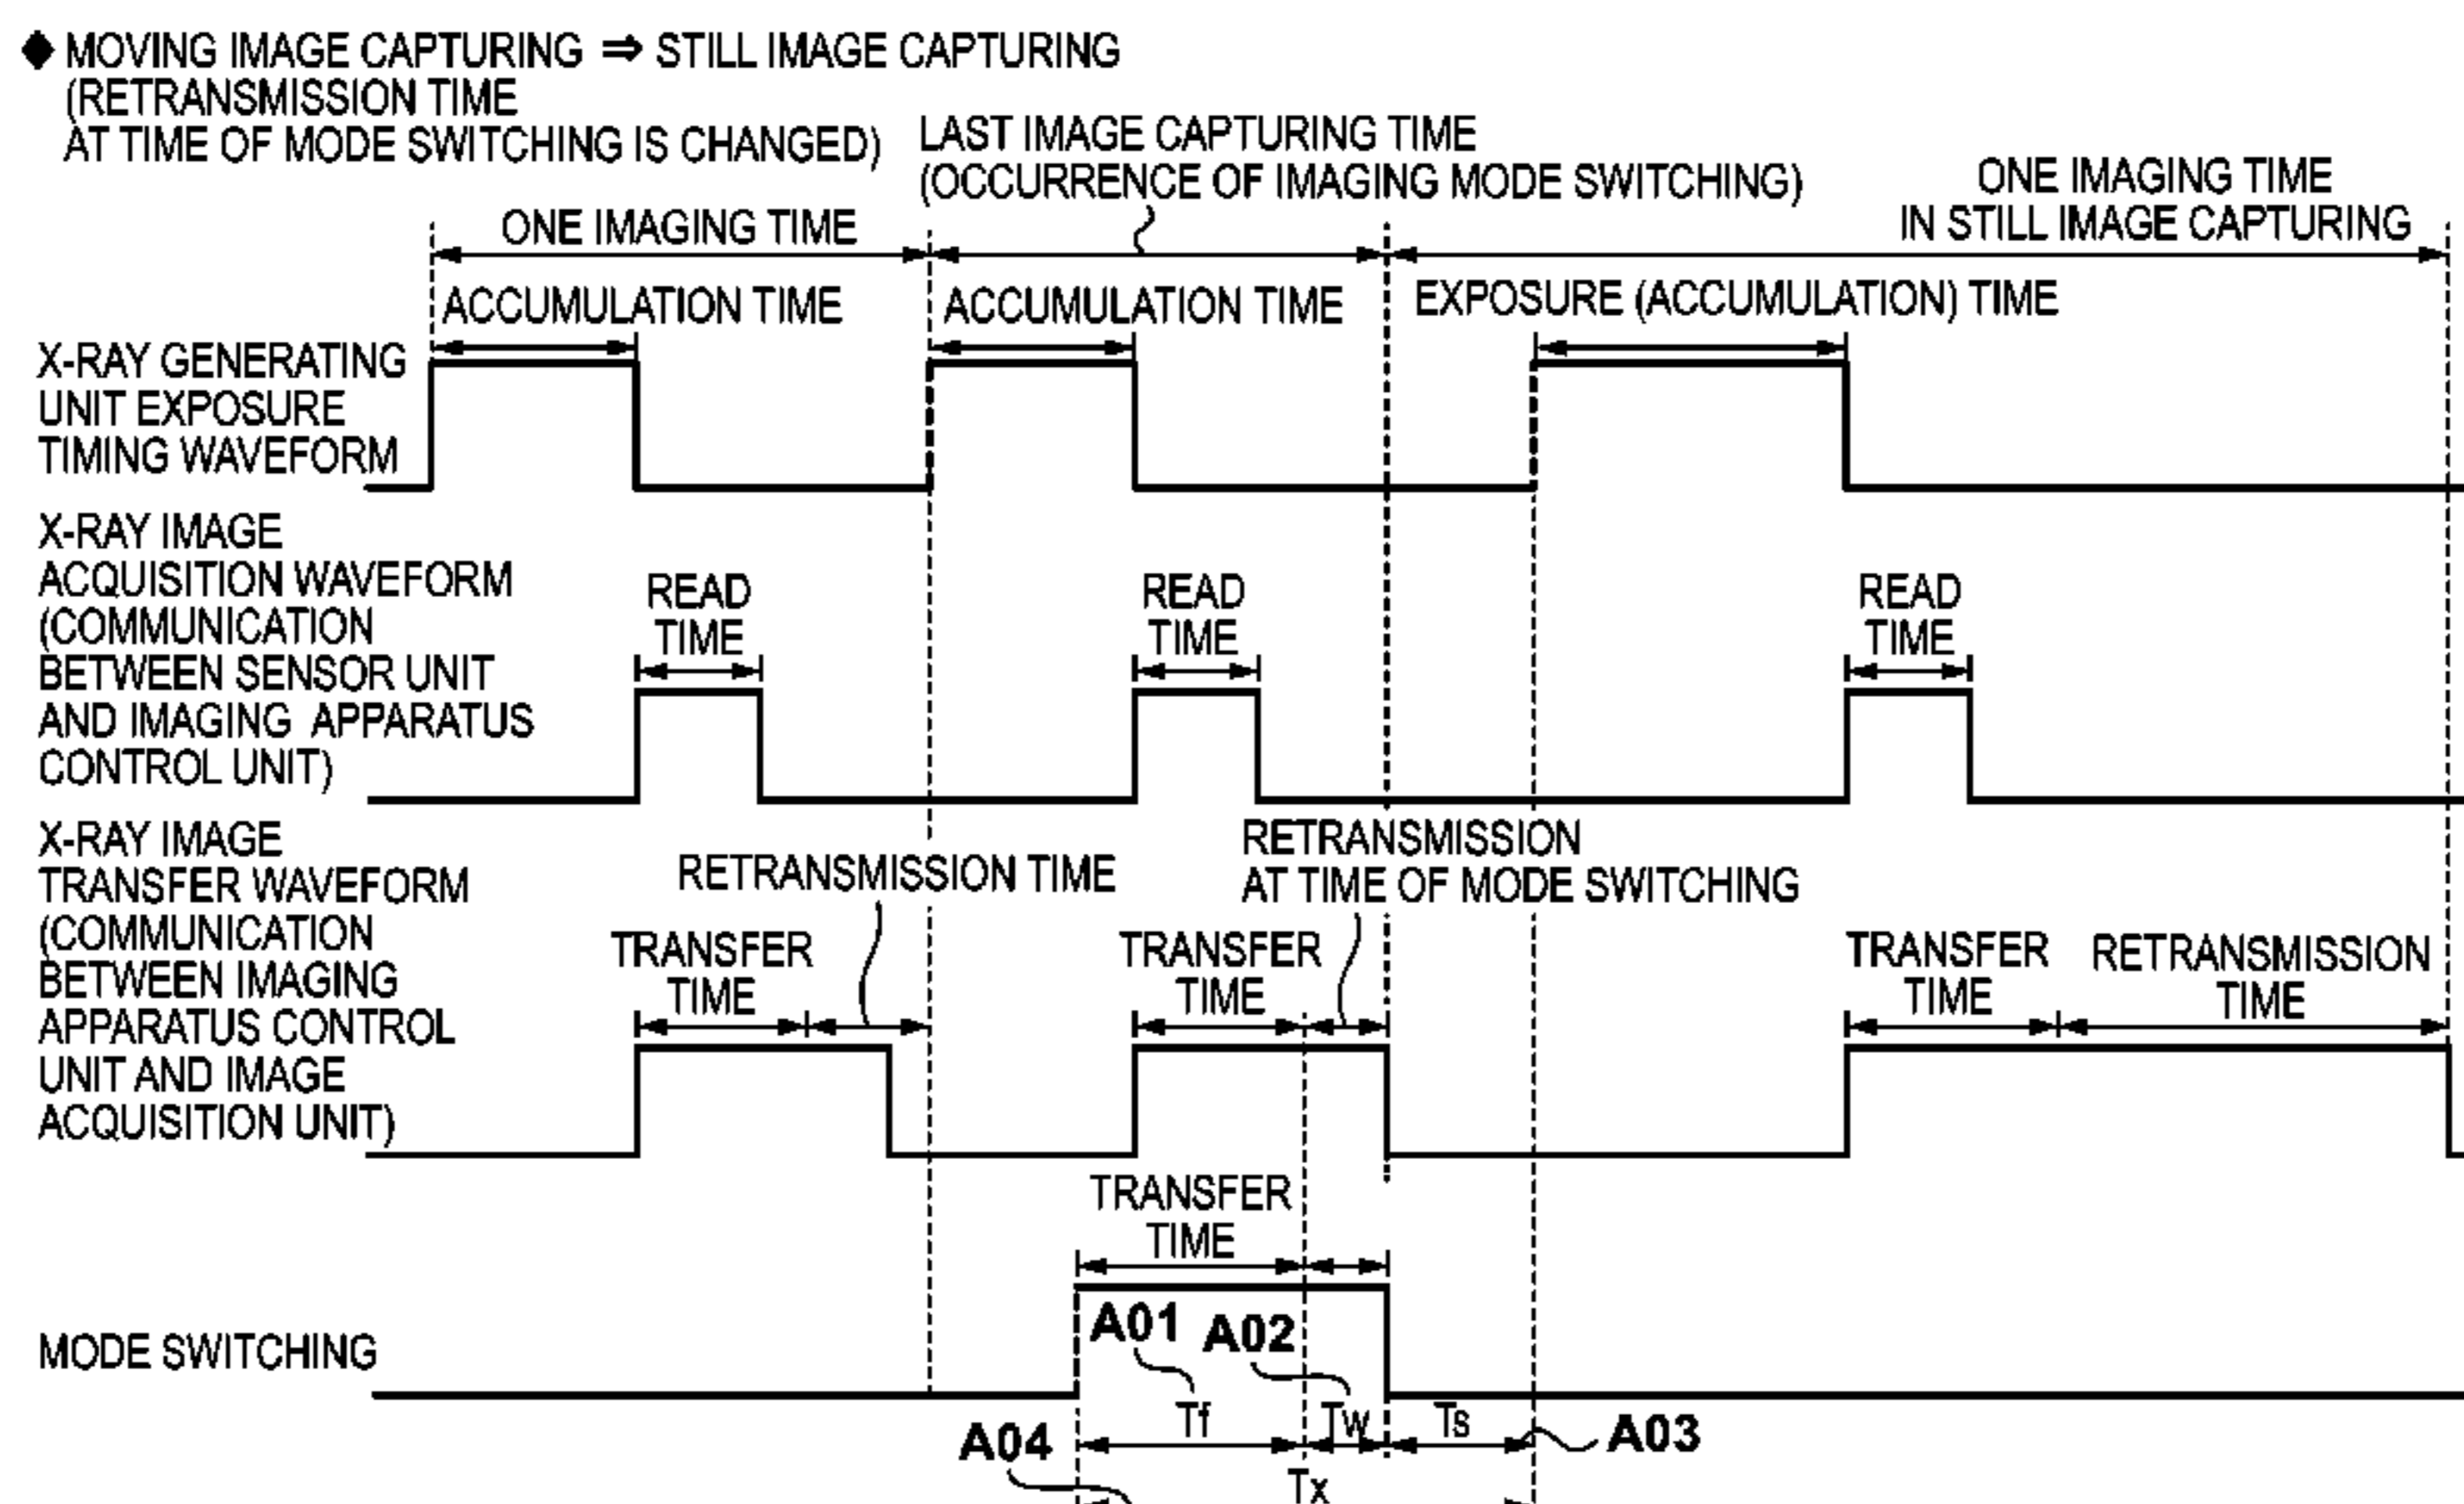 ◆ MOVING IMAGE CAPTURING ⇒ STILL IMAGE CAPTURING
(RETRANSMISSION TIME
AT TIME OF MODE SWITCHING IS CHANGED)
LAST IMAGE CAPTURING TIME
(OCCURRENCE OF IMAGING MODE SWITCHING)
ONE IMAGING TIME
IN STILL IMAGE CAPTURING
ONE IMAGING TIME
ACCUMULATION TIME
ACCUMULATION TIME
EXPOSURE (ACCUMULATION) TIME
X-RAY GENERATING
UNIT EXPOSURE
TIMING WAVEFORM
X-RAY IMAGE
ACQUISITION WAVEFORM
(COMMUNICATION
BETWEEN SENSOR UNIT
AND IMAGING APPARATUS
CONTROL UNIT)
READ
TIME
READ
TIME
READ
TIME
X-RAY IMAGE
TRANSFER WAVEFORM
(COMMUNICATION
BETWEEN IMAGING
APPARATUS CONTROL
UNIT AND IMAGE
ACQUISITION UNIT)
RETRANSMISSION TIME
RETRANSMISSION
AT TIME OF MODE SWITCHING
TRANSFER
TIME
TRANSFER
TIME
TRANSFER
TIME
RETRANSMISSION
TIME
TRANSFER
TIME
MODE SWITCHING
A01
A02
Tf
Tw
Ts
A03
A04
Tx